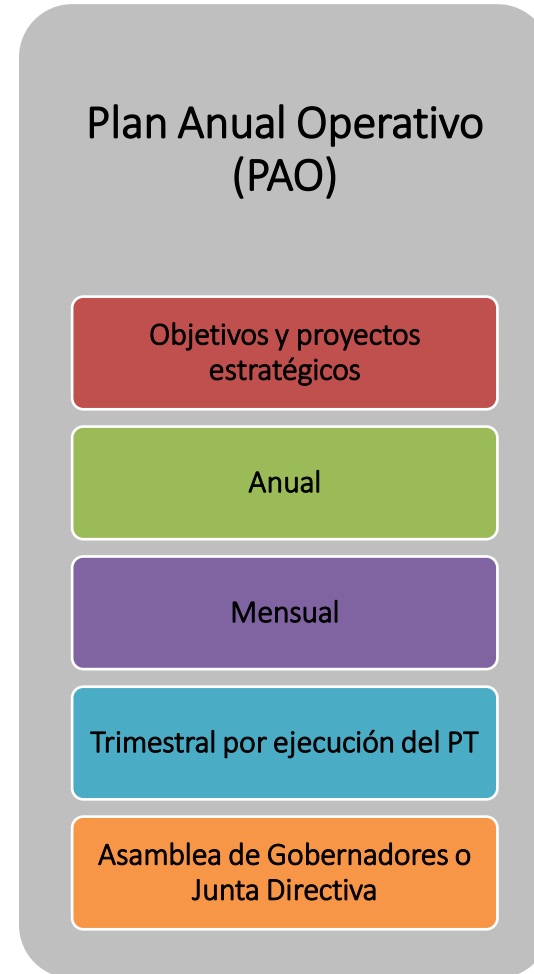 Plan Anual Operativo
(PAO)
Objetivos y proyectos
estratégicos
Anual
Mensual
Trimestral por ejecución del PT
Asamblea de Gobernadores o
Junta Directiva